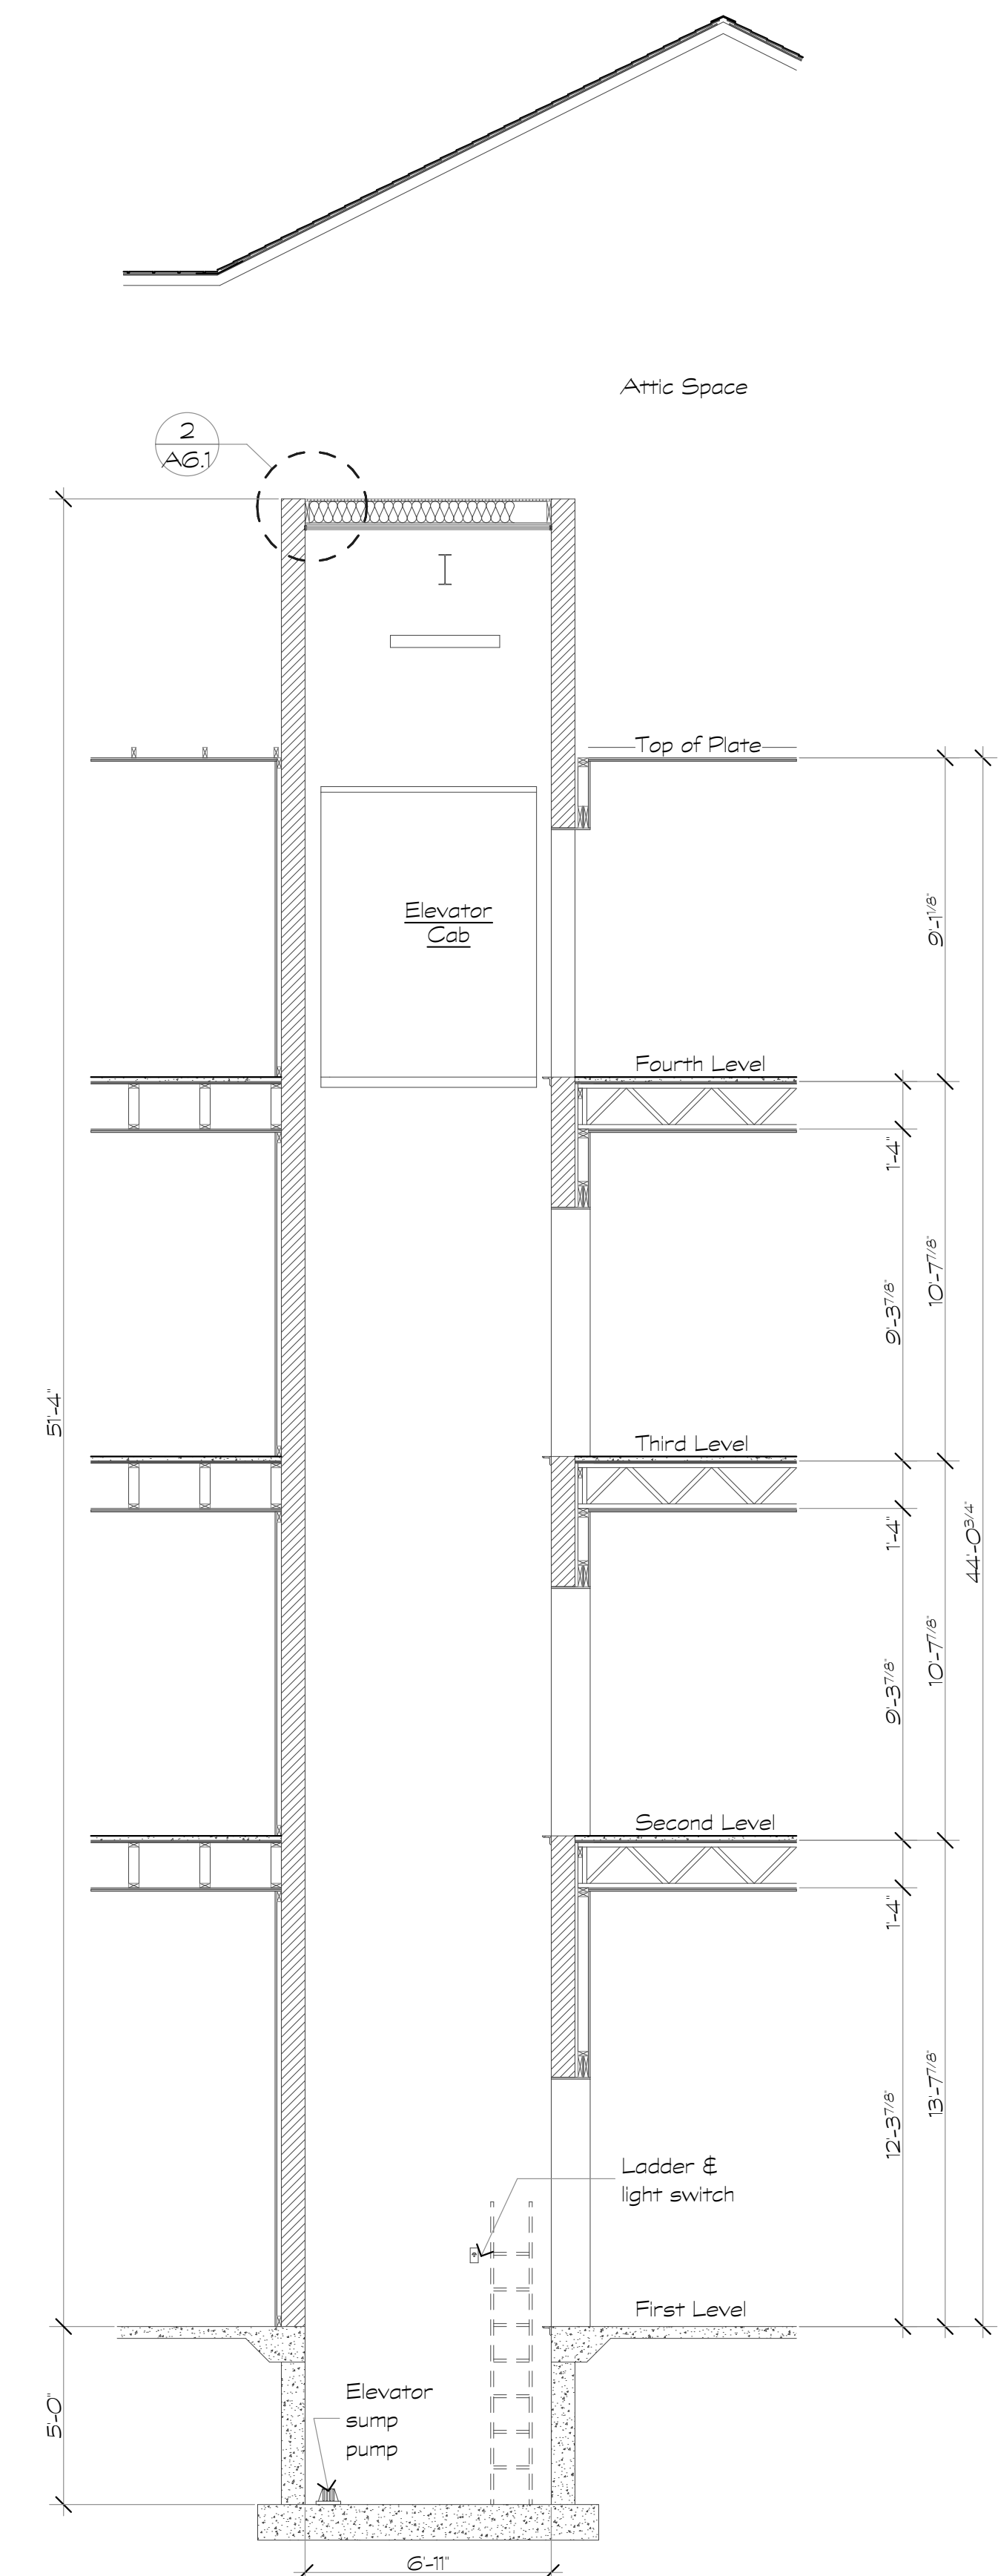 Attic Space
2
A6.1
Top of Plate
Elevator
Cab
9'-1 1/8"
Fourth Level
1'-4"
10'-7 7/8"
9'-3 7/8"
51'-4"
Third Level
1'-4"
44'-0 3/4"
10'-7 7/8"
9'-3 7/8"
Second Level
1'-4"
13'-7 7/8"
12'-3 7/8"
Ladder &
light switch
First Level
Elevator
sump
pump
5'-0"
6'-11"